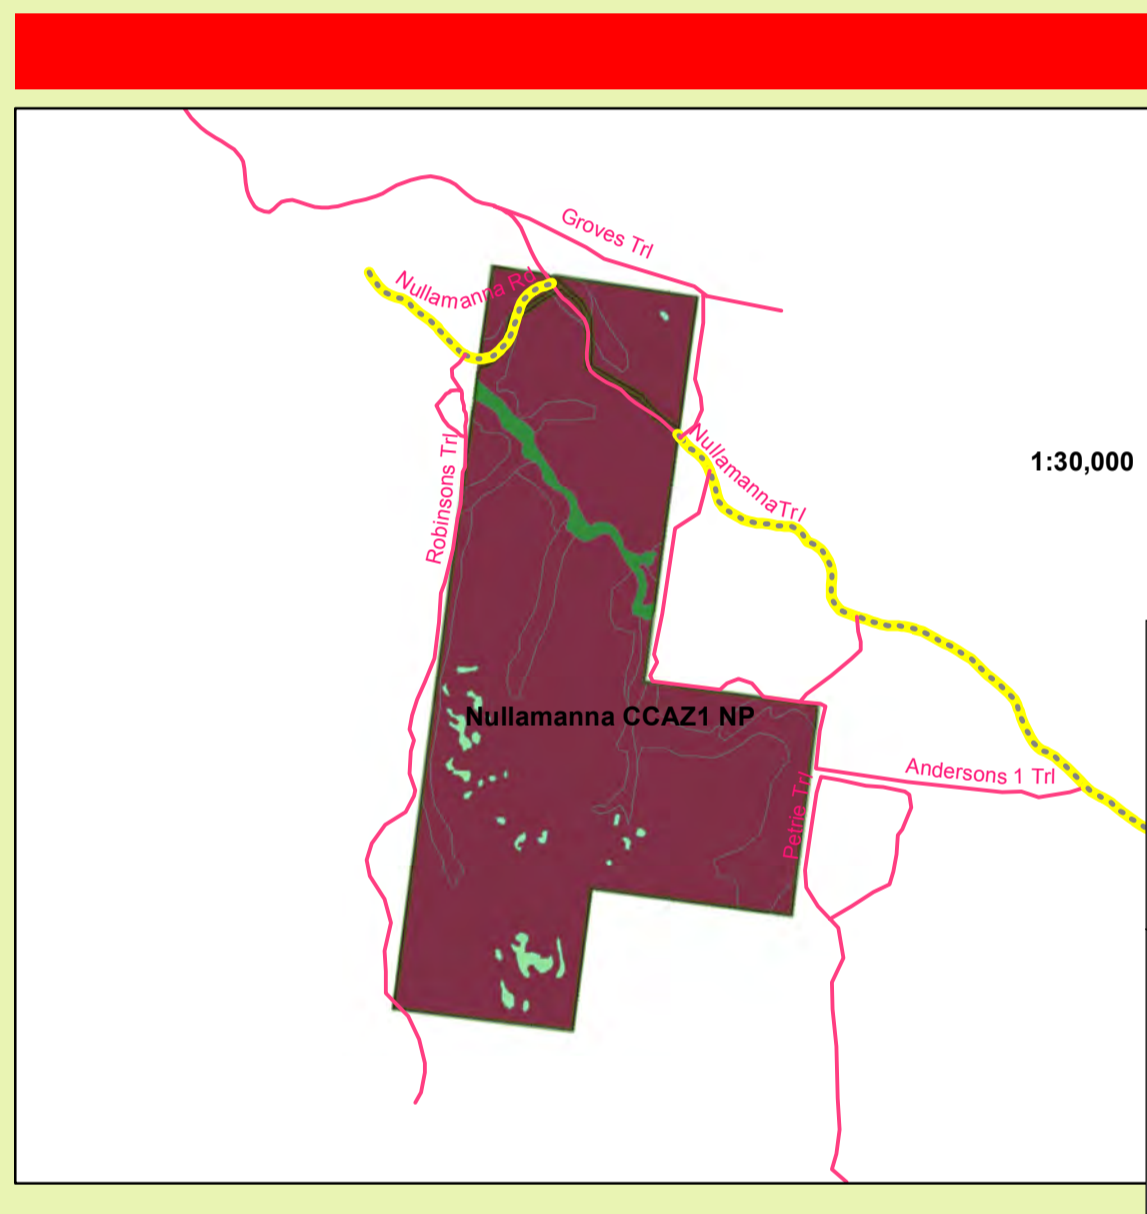 Groves Trl
Nullamanna Rd
NullamannaTrl
1:30,000
Robinsons Trl
Nullamanna CCAZ1 NP
Andersons 1 Trl
Petrie Trl